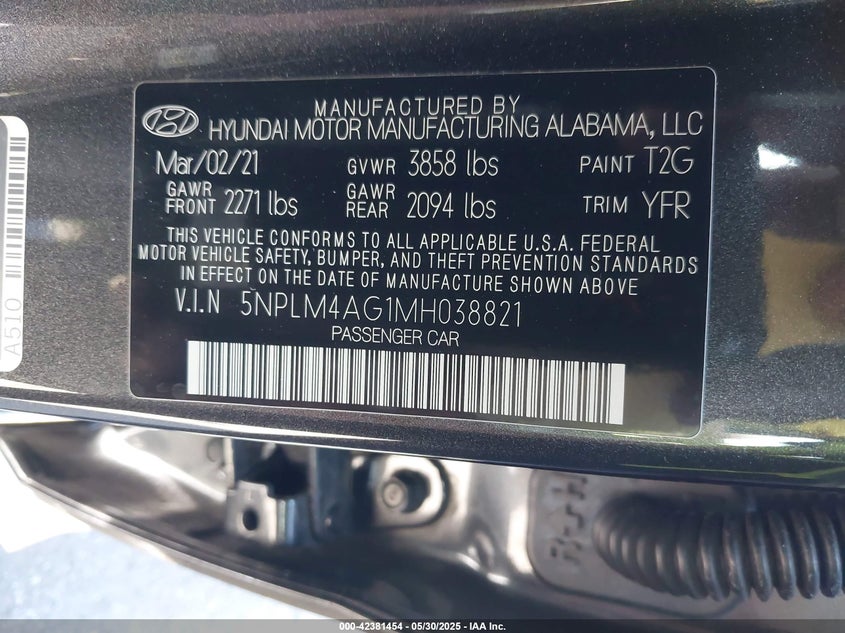 MANUFACTURED BY
HYUNDAI MOTOR MANUFACTURING ALABAMA, LLC
Mar/02/21 GVWR 3858 lbs PAINT T2G
GAWR FRONT 2271 lbs GAWR REAR 2094 lbs TRIM YFR
THIS VEHICLE CONFORMS TO ALL APPLICABLE U.S.A. FEDERAL
MOTOR VEHICLE SAFETY, BUMPER, AND THEFT PREVENTION STANDARDS
IN EFFECT ON THE DATE OF MANUFACTURE SHOWN ABOVE
V.I.N 5NPLM4AG1MH038821
PASSENGER CAR
A510
000-42381454 - 05/30/2025 - IAA Inc.